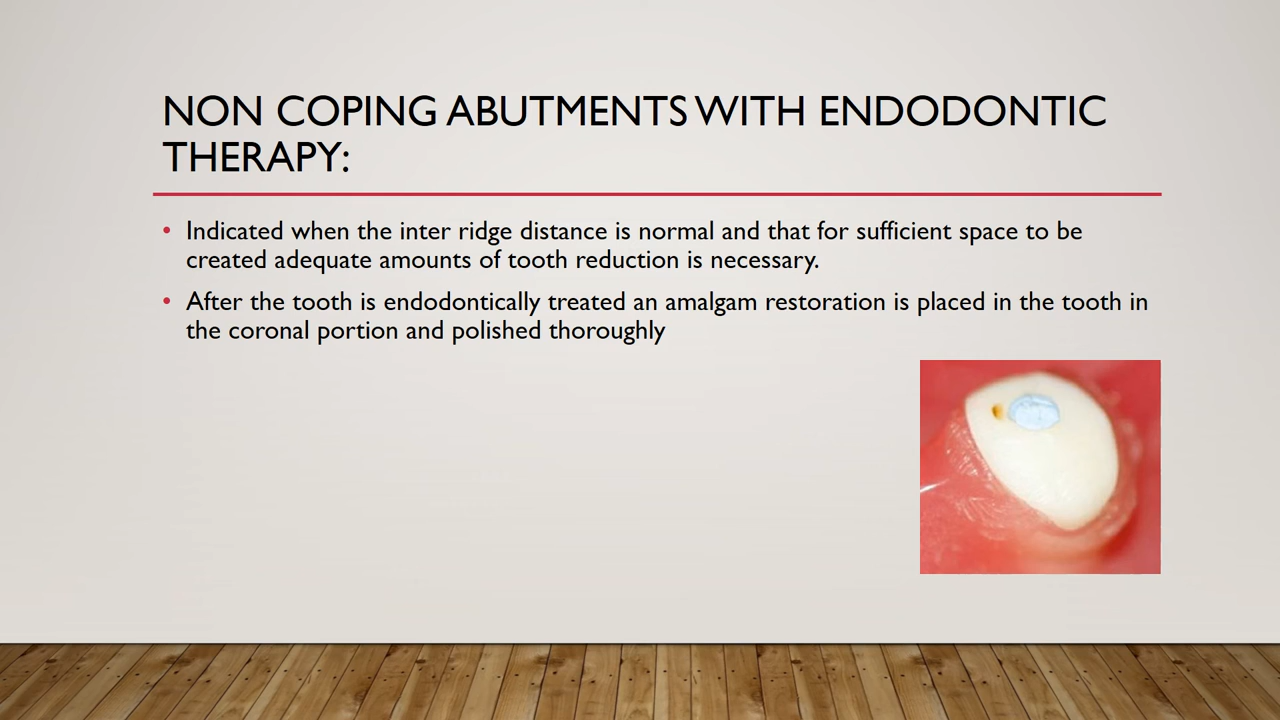 NON COPING ABUTMENTS WITH ENDODONTIC
THERAPY:
• Indicated when the inter ridge distance is normal and that for sufficient space to be
created adequate amounts of tooth reduction is necessary.
• After the tooth is endodontically treated an amalgam restoration is placed in the tooth in
the coronal portion and polished thoroughly